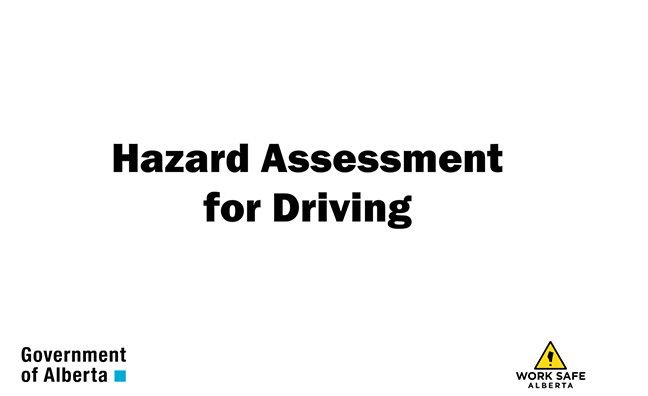 Hazard Assessment
for Driving
Government
of Alberta
WORK SAFE
ALBERTA